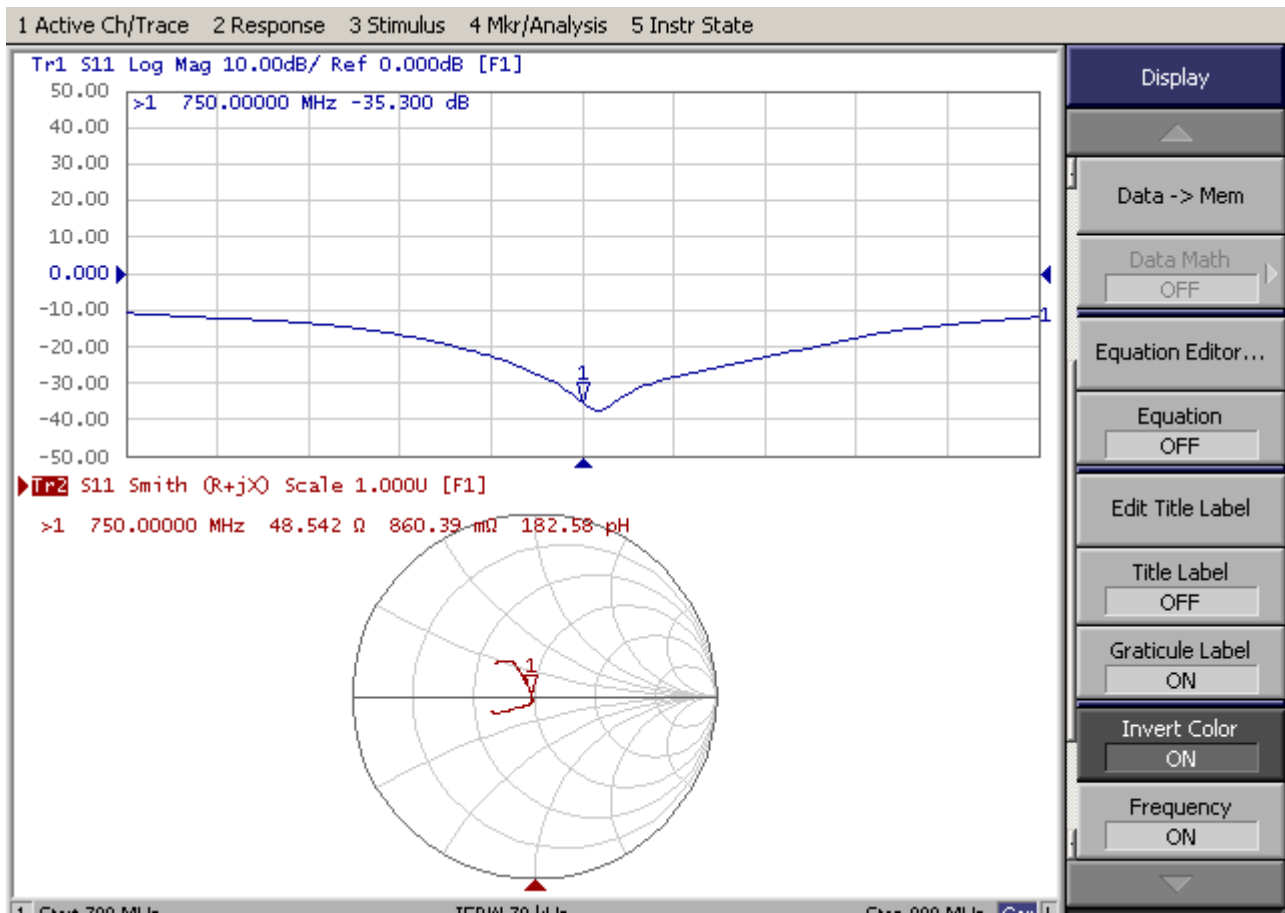 1 Active Ch/Trace 2 Response 3 Stimulus 4 Mkr/Analysis 5 Instr State
Tr1 S11 Log Mag 10.00dB/ Ref 0.000dB [F1]
>1 750.00000 MHz -35.300 dB
50.00
40.00
30.00
20.00
10.00
0.000
-10.00
-20.00
-30.00
-40.00
-50.00
1
1
Tr2 S11 Smith (R+jX) Scale 1.000U [F1]
>1 750.00000 MHz 48.542 Ω 860.39 mΩ 182.58 pH
1
Display
Data -> Mem
Data Math
OFF
Equation Editor...
Equation
OFF
Edit Title Label
Title Label
OFF
Graticule Label
ON
Invert Color
ON
Frequency
ON